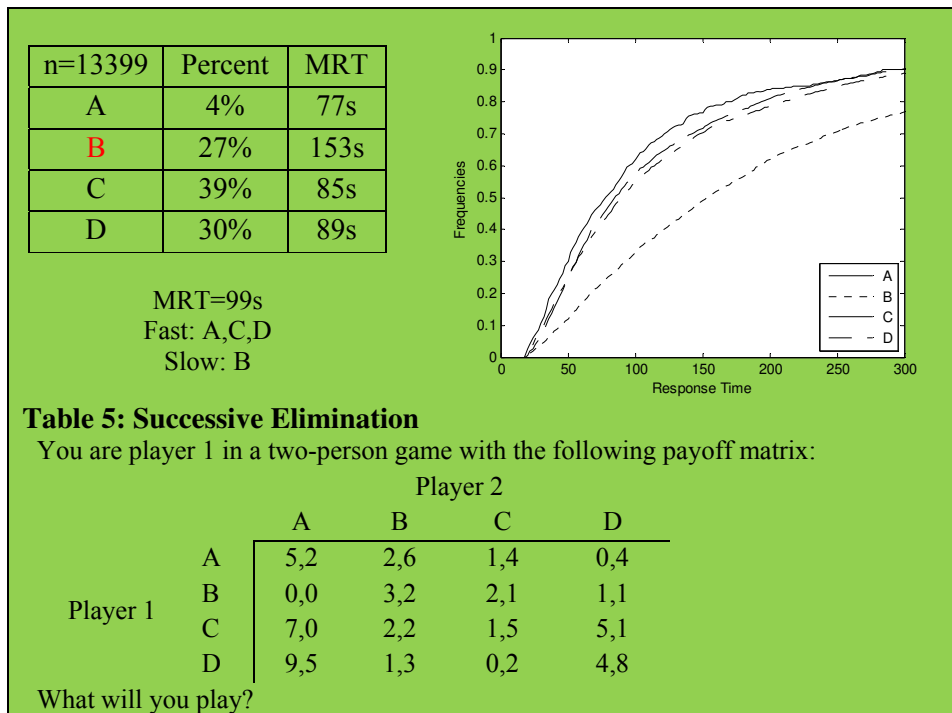 n=13399 Percent MRT
A 4% 77s
B 27% 153s
C 39% 85s
D 30% 89s
MRT=99s
Fast: A,C,D
Slow: B
1
0.9
0.8
0.7
0.6
0.5
0.4
0.3
0.2
0.1
0
Frequencies
0 50 100 150 200 250 300
Response Time
A
B
C
D
Table 5: Successive Elimination
You are player 1 in a two-person game with the following payoff matrix:
Player 2
A B C D
A 5,2 2,6 1,4 0,4
B 0,0 3,2 2,1 1,1
Player 1
C 7,0 2,2 1,5 5,1
D 9,5 1,3 0,2 4,8
What will you play?